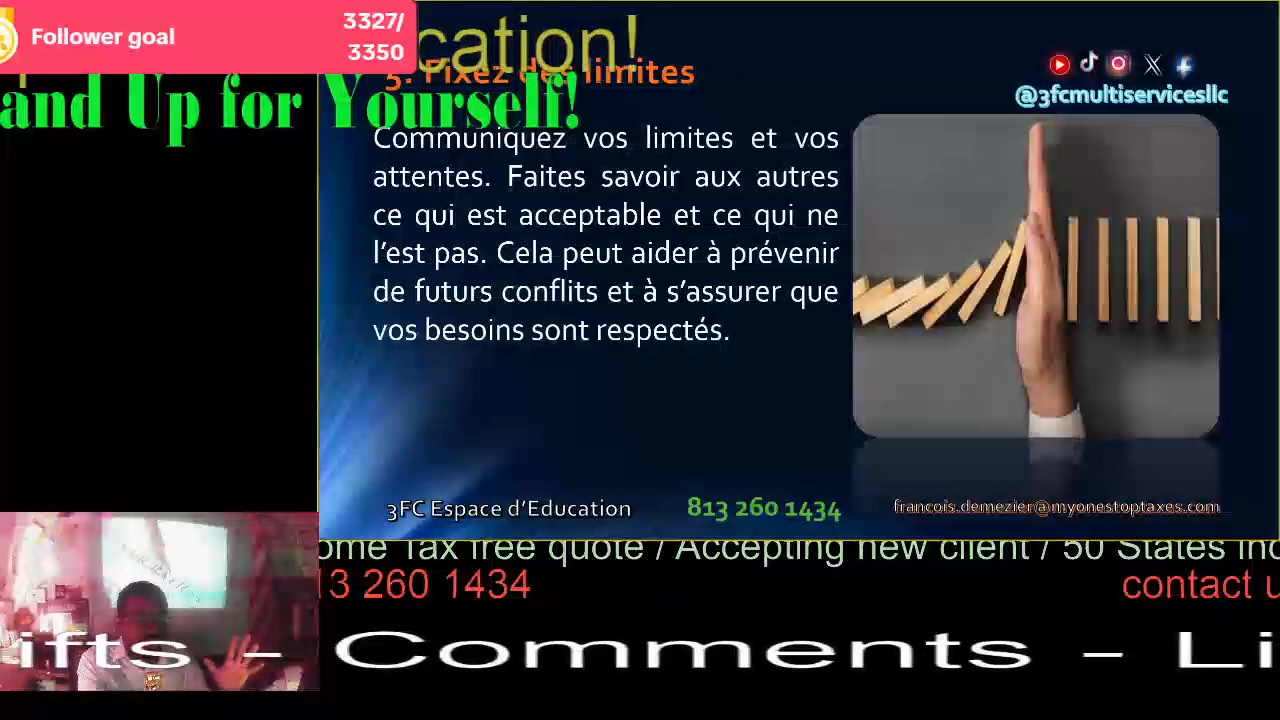 Follower goal
3327/
3350
cation!
5. Fixez des limites
and Up for Yourself!
@3fcmultiservicesllc
Communiquez vos limites et vos
attentes. Faites savoir aux autres
ce qui est acceptable et ce qui ne
l'est pas. Cela peut aider à prévenir
de futurs conflits et à s'assurer que
vos besoins sont respectés.
3FC Espace d'Education
813 260 1434
francois.demezier@myonestoptaxes.com
ome Tax free quote / Accepting new client / 50 States inc
13 260 1434
contact u
ifts - Comments - Li